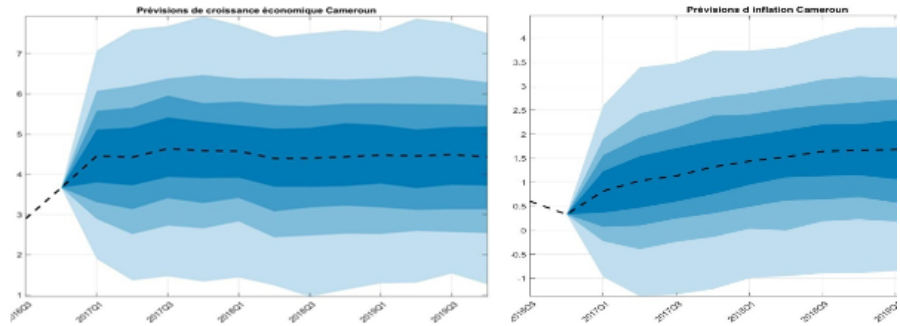 Prévisions de croissance économique Cameroun
7
6
5
4
3
2
1
2016Q3
2017Q1
2017Q3
2018Q1
2018Q3
2019Q1
2019Q3
Prévisions d inflation Cameroun
4
3.5
3
2.5
2
1.5
1
0.5
0
-0.5
-1
2016Q3
2017Q1
2017Q3
2018Q1
2018Q3